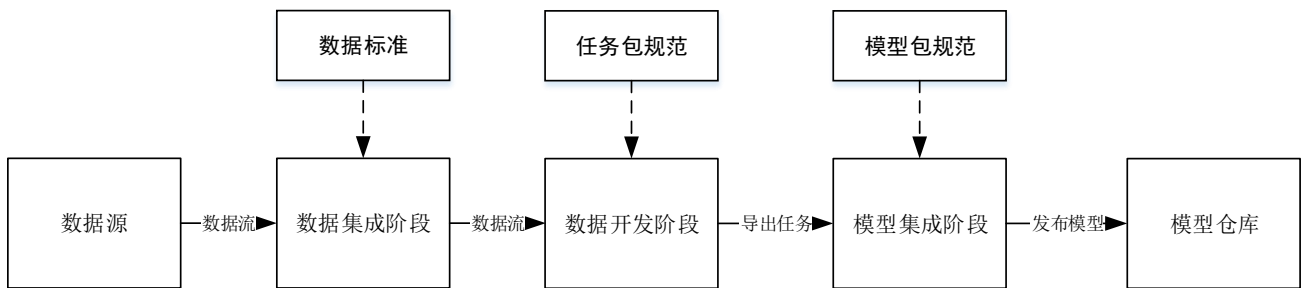 数据标准
任务包规范
模型包规范
数据源
数据流
数据集成阶段
数据流
数据开发阶段
导出任务
模型集成阶段
发布模型
模型仓库